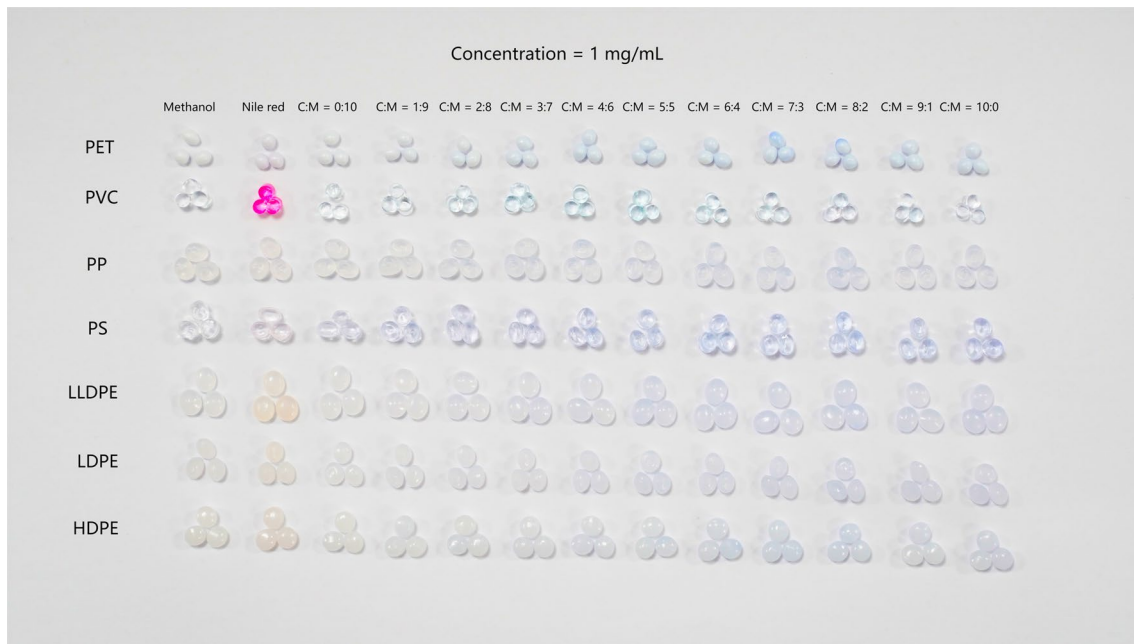 Concentration = 1 mg/mL
Methanol Nile red C:M = 0:10 C:M = 1:9 C:M = 2:8 C:M = 3:7 C:M = 4:6 C:M = 5:5 C:M = 6:4 C:M = 7:3 C:M = 8:2 C:M = 9:1 C:M = 10:0
PET
PVC
PP
PS
LLDPE
LDPE
HDPE